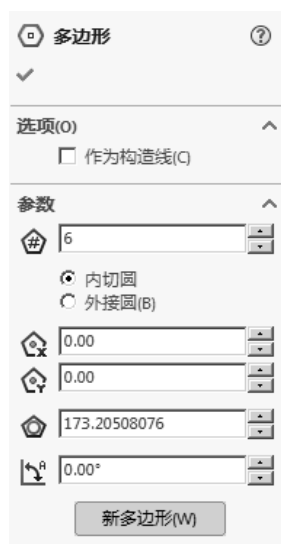 多边形
选项(O)
作为构造线(C)
参数
6
内切圆
外接圆(B)
0.00
0.00
173.20508076
0.00°
新多边形(W)